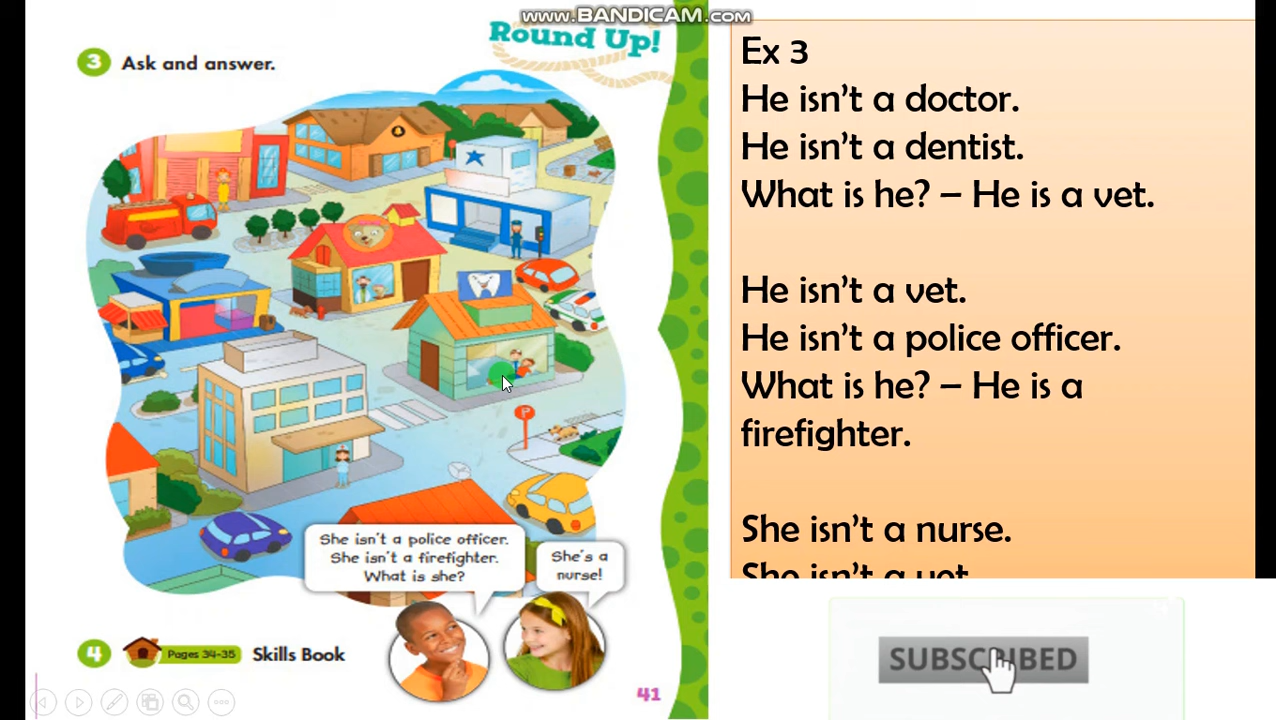 www.BANDICAM.com
Round Up!
3 Ask and answer.
P
She isn't a police officer.
She isn't a firefighter.
What is she?
She's a
nurse!
4 Pages 34-35 Skills Book
41
Ex 3
He isn't a doctor.
He isn't a dentist.
What is he? – He is a vet.
He isn't a vet.
He isn't a police officer.
What is he? – He is a
firefighter.
She isn't a nurse.
She isn't a vet
SUBSCRIBED